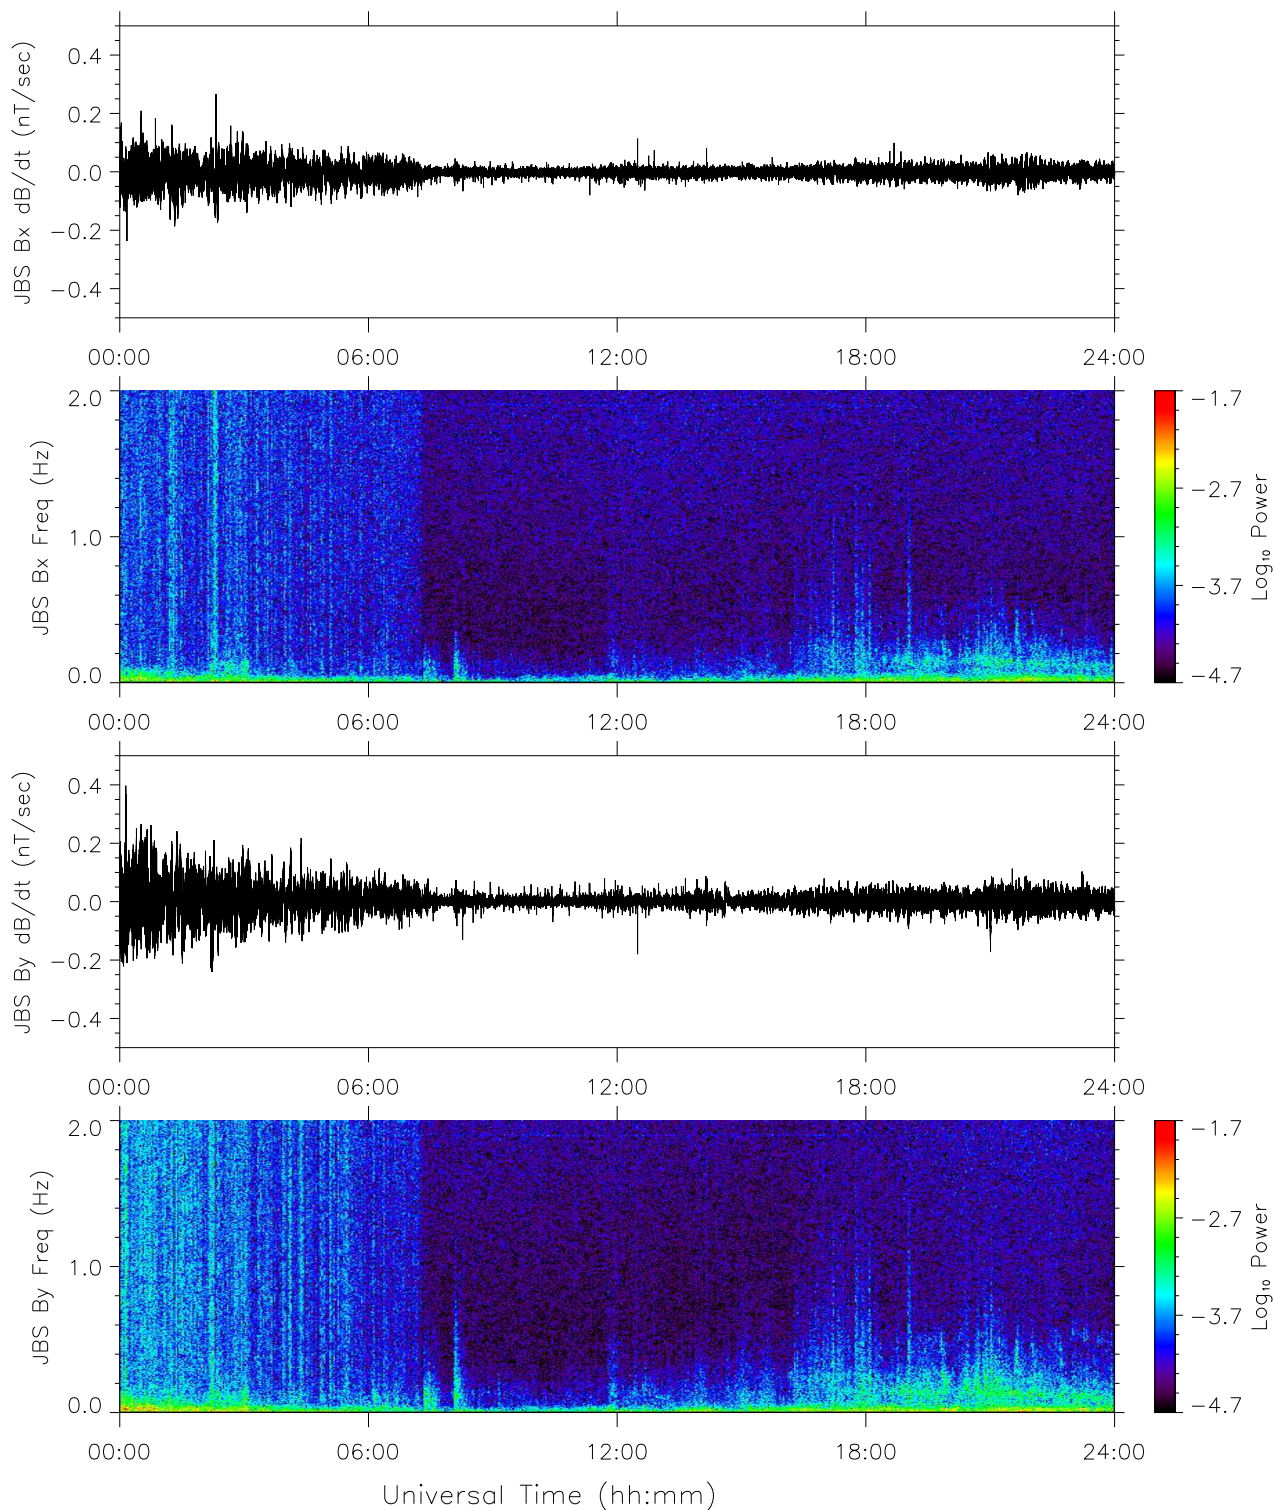 JBS Bx dB/dt (nT/sec)
0.4
0.2
0.0
−0.2
−0.4
00:00 06:00 12:00 18:00 24:00
JBS Bx Freq (Hz)
2.0
1.0
0.0
−1.7
−2.7
−3.7
−4.7
Log₁₀ Power
00:00 06:00 12:00 18:00 24:00
JBS By dB/dt (nT/sec)
0.4
0.2
0.0
−0.2
−0.4
00:00 06:00 12:00 18:00 24:00
JBS By Freq (Hz)
2.0
1.0
0.0
−1.7
−2.7
−3.7
−4.7
Log₁₀ Power
00:00 06:00 12:00 18:00 24:00
Universal Time (hh:mm)